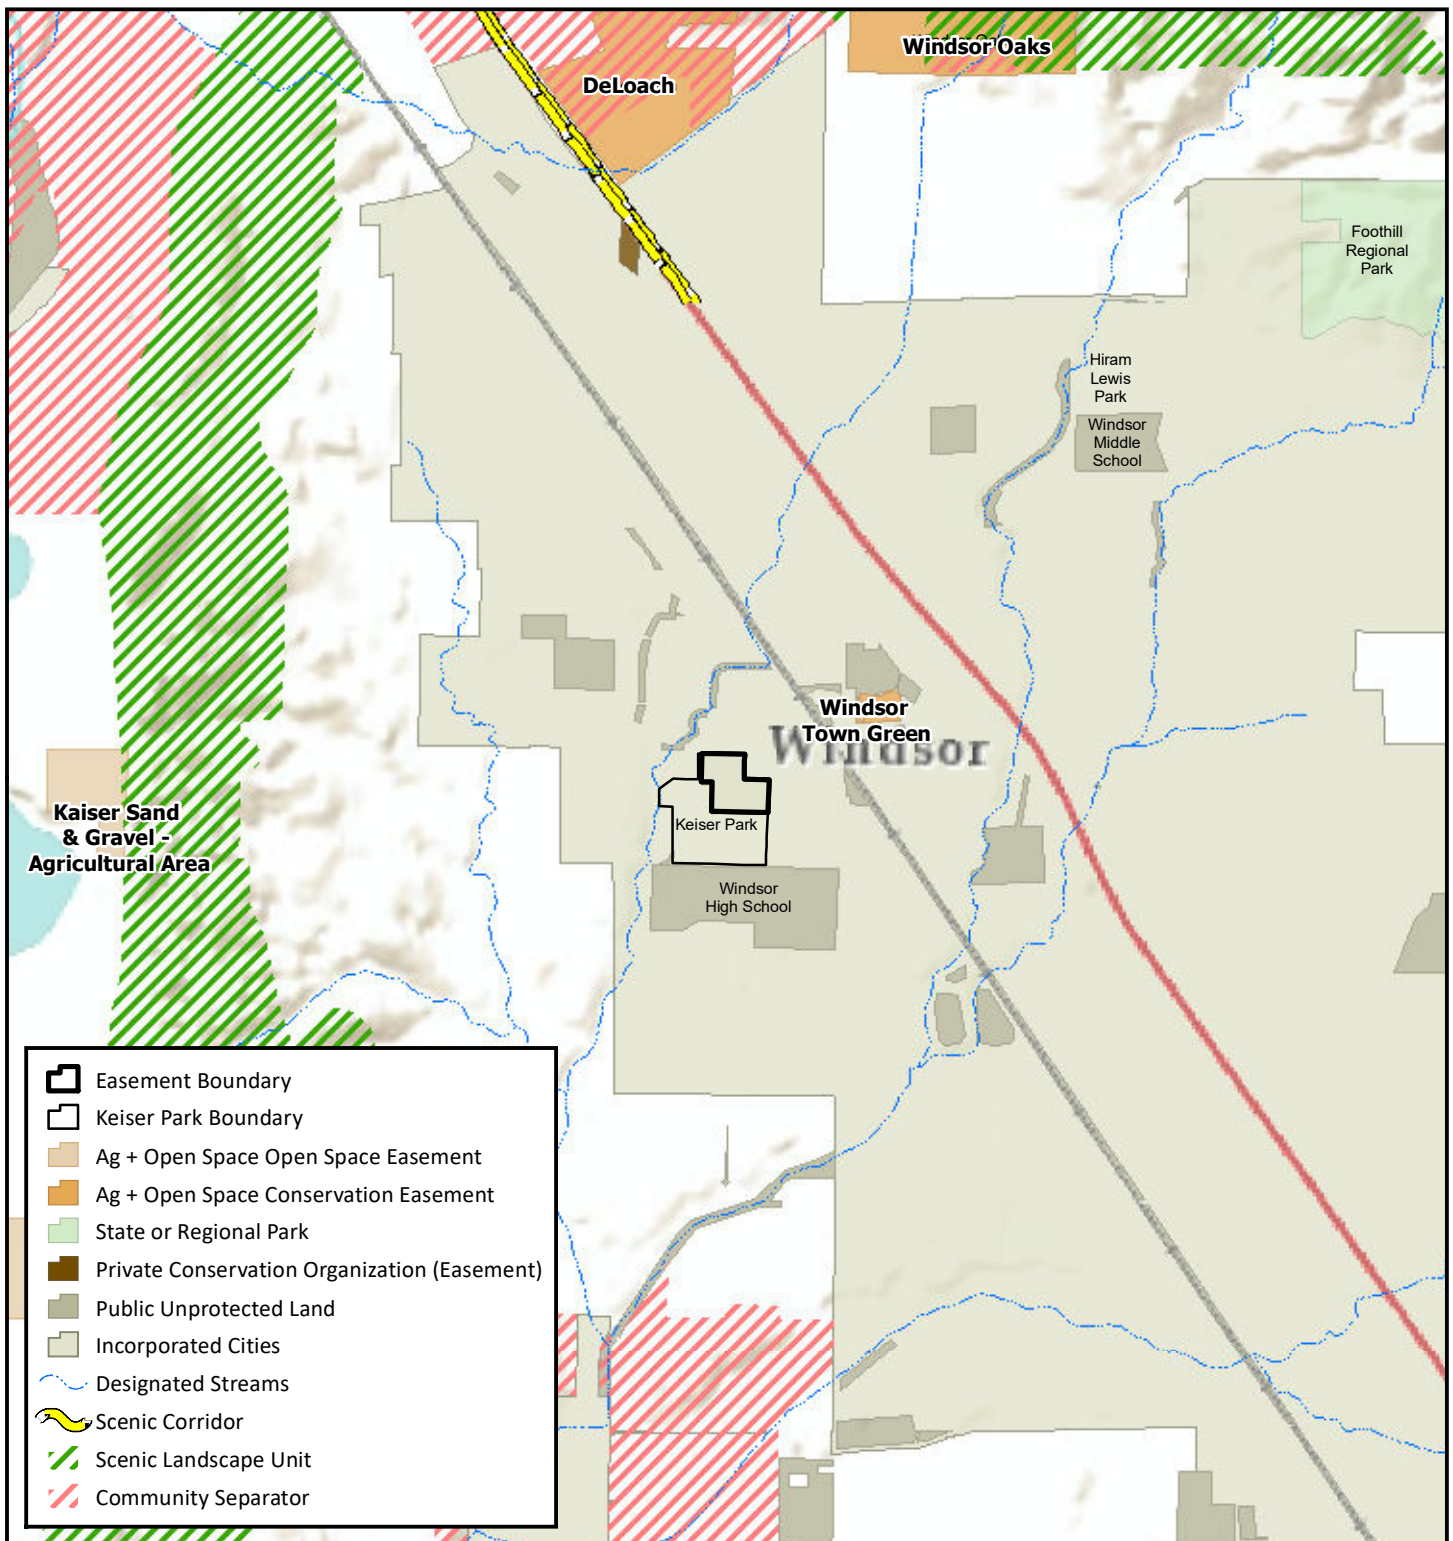 Windsor Oaks
DeLoach
Foothill
Regional
Park
Hiram
Lewis
Park
Windsor
Middle
School
Windsor
Town Green
Windsor
Keiser Park
Kaiser Sand
& Gravel -
Agricultural Area
Windsor
High School
Easement Boundary
Keiser Park Boundary
Ag + Open Space Open Space Easement
Ag + Open Space Conservation Easement
State or Regional Park
Private Conservation Organization (Easement)
Public Unprotected Land
Incorporated Cities
Designated Streams
Scenic Corridor
Scenic Landscape Unit
Community Separator